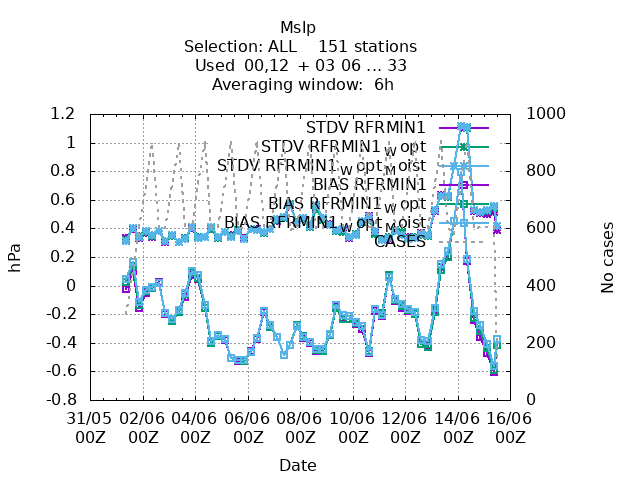 Mslp
Selection: ALL    151 stations
Used  00,12  + 03 06 ... 33
Averaging window:  6h
STDV RFRMIN1
STDV RFRMIN1_W opt
STDV RFRMIN1_W opt_M oist
BIAS RFRMIN1
BIAS RFRMIN1_W opt
BIAS RFRMIN1_W opt_M oist
CASES
1.2
1
0.8
0.6
0.4
0.2
0
-0.2
-0.4
-0.6
-0.8
hPa
1000
800
600
400
200
0
No cases
31/05 02/06 04/06 06/06 08/06 10/06 12/06 14/06 16/06
00Z 00Z 00Z 00Z 00Z 00Z 00Z 00Z 00Z
Date